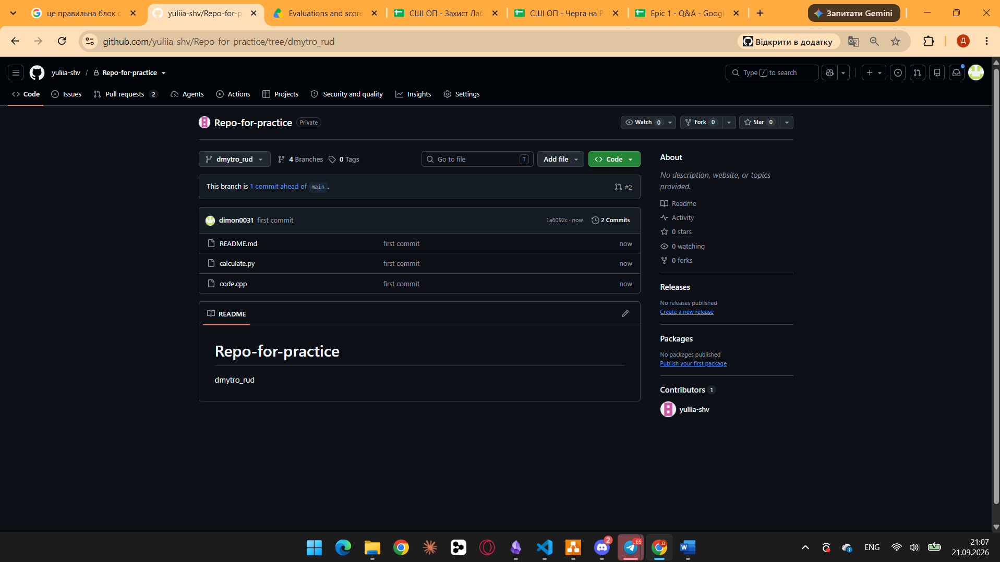 це правильна блок с
yuliia-shv/Repo-for-p
Evaluations and score
СШІ ОП - Захист Лаб
СШІ ОП - Черга на Р
Epic 1 - Q&A - Googl
Запитати Gemini
github.com/yuliia-shv/Repo-for-practice/tree/dmytro_rud
Відкрити в додатку
Д
yuliia-shv / Repo-for-practice
Type / to search
Code
Issues
Pull requests 2
Agents
Actions
Projects
Security and quality
Insights
Settings
Repo-for-practice Private
Watch 0
Fork 0
Star 0
dmytro_rud
4 Branches
0 Tags
Go to file T
Add file
Code
This branch is 1 commit ahead of main .
#2
dimon0031 first commit
1a6092c · now
2 Commits
README.md first commit now
calculate.py first commit now
code.cpp first commit now
README
Repo-for-practice
dmytro_rud
About
No description, website, or topics
provided.
Readme
Activity
0 stars
0 watching
0 forks
Releases
No releases published
Create a new release
Packages
No packages published
Publish your first package
Contributors 1
yuliia-shv
2
..65
Д
W
ENG
21:07
21.09.2026